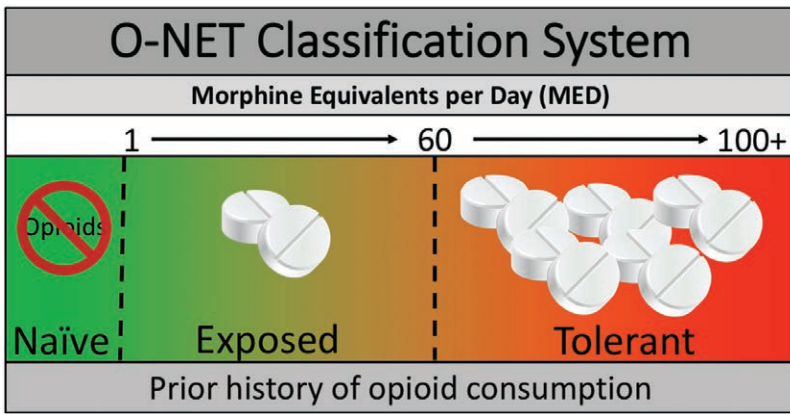 O-NET Classification System
Morphine Equivalents per Day (MED)
1 60 100+
Opioids
Naïve Exposed Tolerant
Prior history of opioid consumption